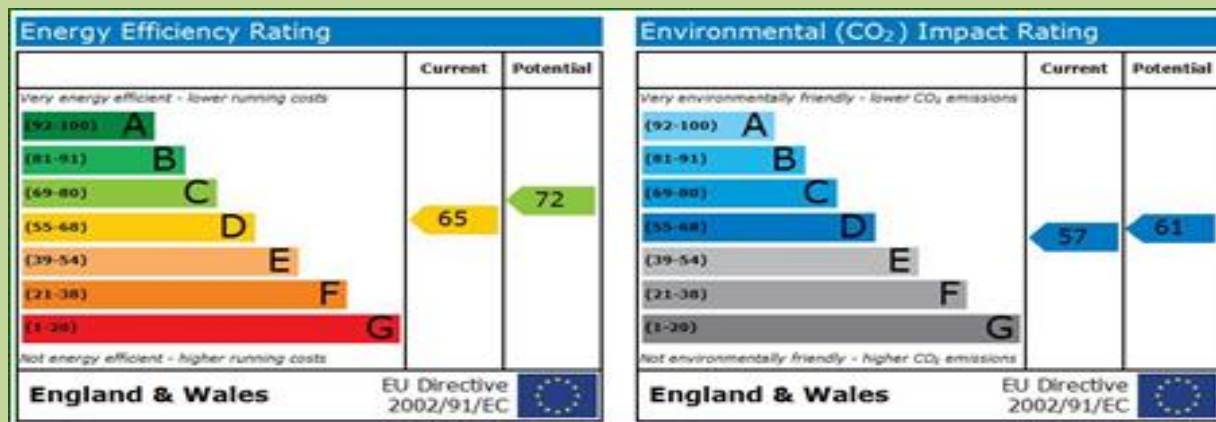 Energy Efficiency Rating
Current Potential
Very energy efficient - lower running costs
(92-100) A
(81-91) B
(69-80) C
(55-68) D
(39-54) E
(21-38) F
(1-20) G
65
72
Not energy efficient - higher running costs
England & Wales
EU Directive
2002/91/EC
Environmental (CO₂) Impact Rating
Current Potential
Very environmentally friendly - lower CO₂ emissions
(92-100) A
(81-91) B
(69-80) C
(55-68) D
(39-54) E
(21-38) F
(1-20) G
57
61
Not environmentally friendly - higher CO₂ emissions
England & Wales
EU Directive
2002/91/EC